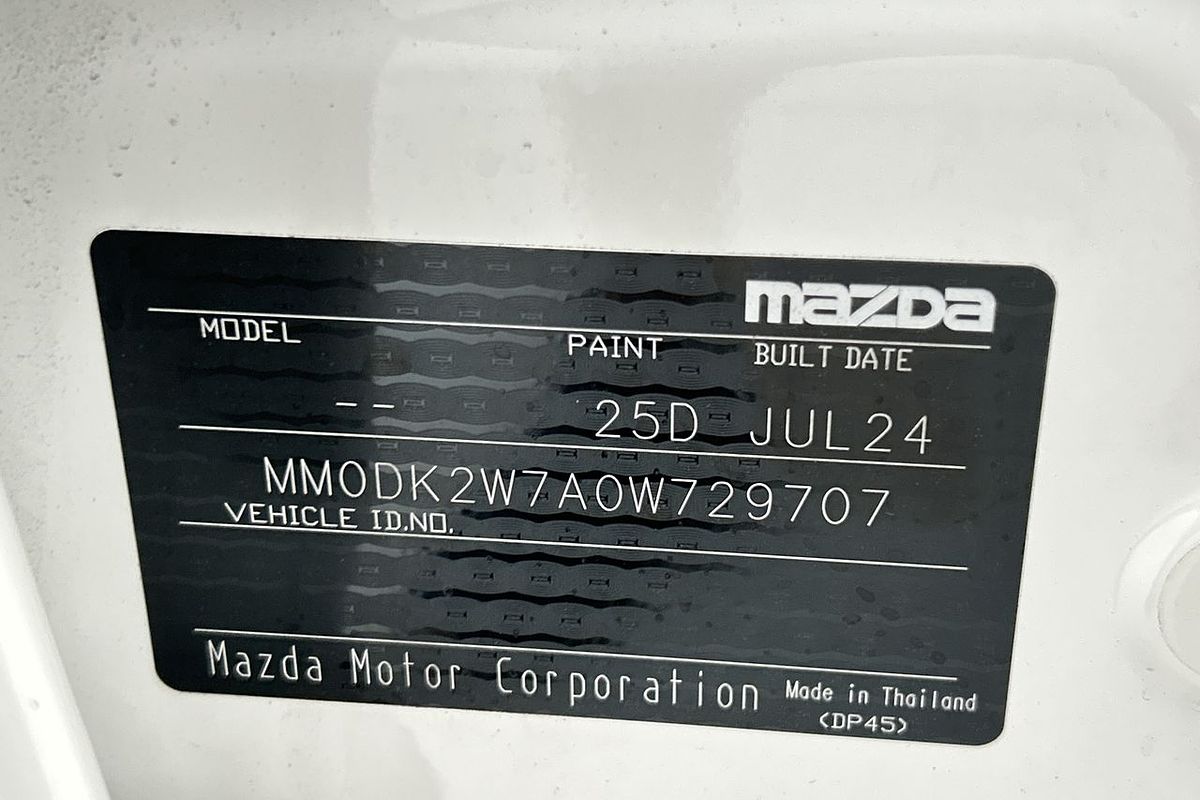 mazda
MODEL PAINT BUILT DATE
-- 25D JUL24
MM0DK2W7A0W729707
VEHICLE ID.NO.
Mazda Motor Corporation Made in Thailand
(DP45)